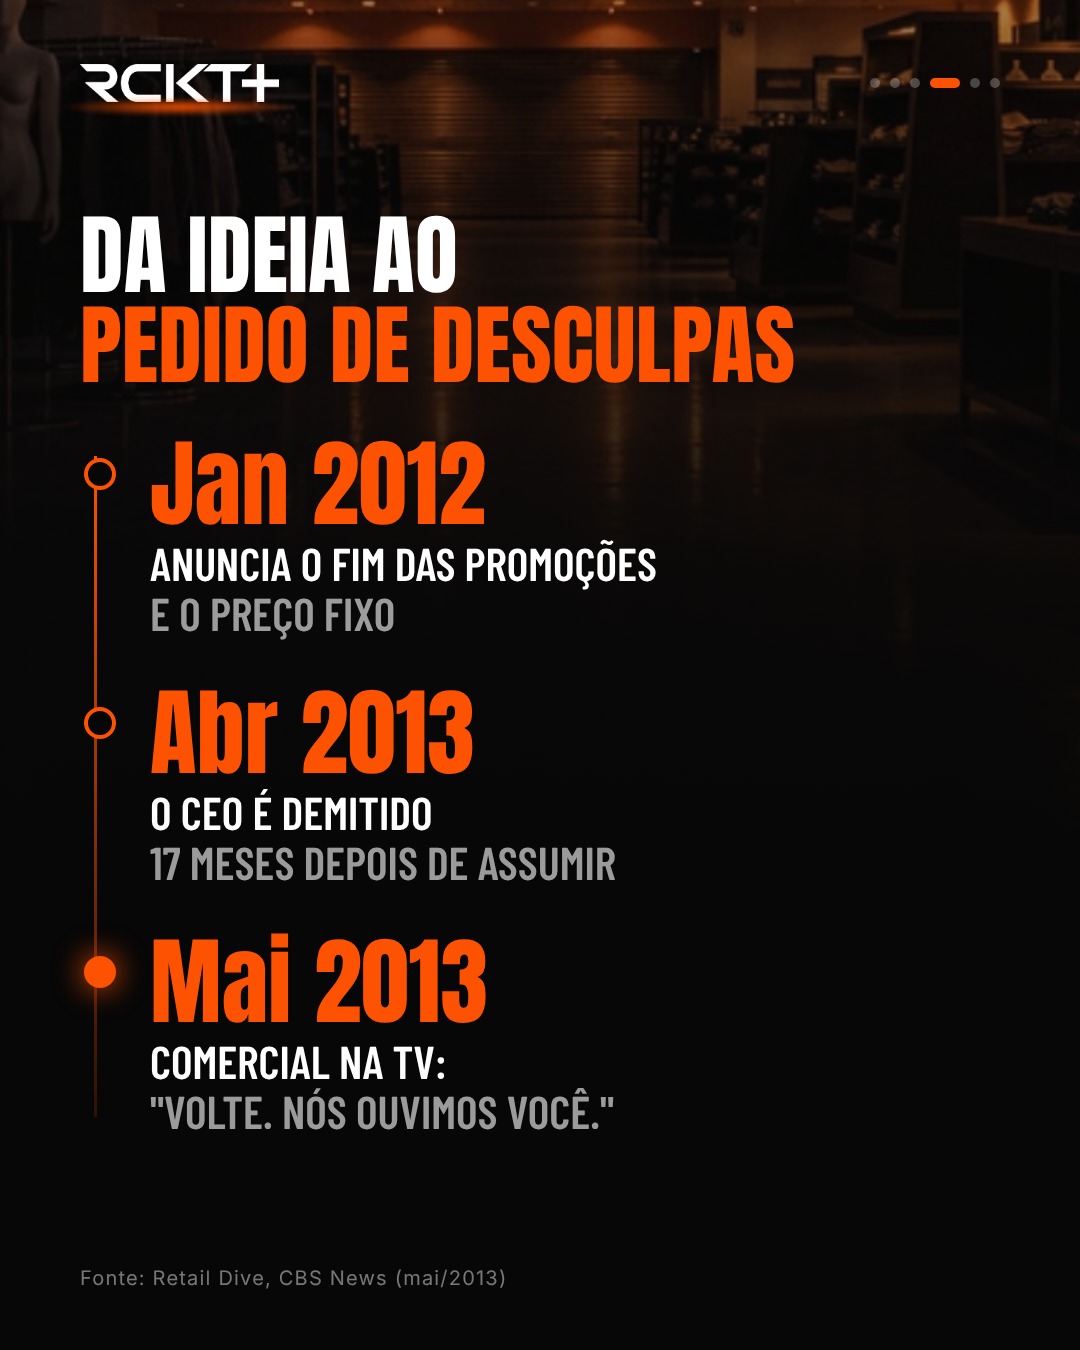 RCKT+
DA IDEIA AO
PEDIDO DE DESCULPAS
Jan 2012
ANUNCIA O FIM DAS PROMOÇÕES
E O PREÇO FIXO
Abr 2013
O CEO É DEMITIDO
17 MESES DEPOIS DE ASSUMIR
Mai 2013
COMERCIAL NA TV:
"VOLTE. NÓS OUVIMOS VOCÊ."
Fonte: Retail Dive, CBS News (mai/2013)